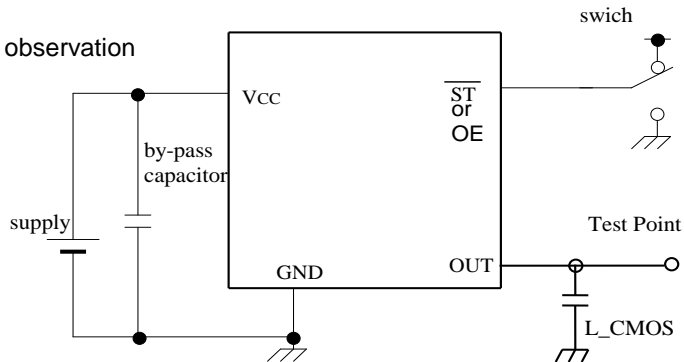 swich
observation
VCC
ST
or
OE
by-pass
capacitor
supply
Test Point
GND
OUT
L_CMOS